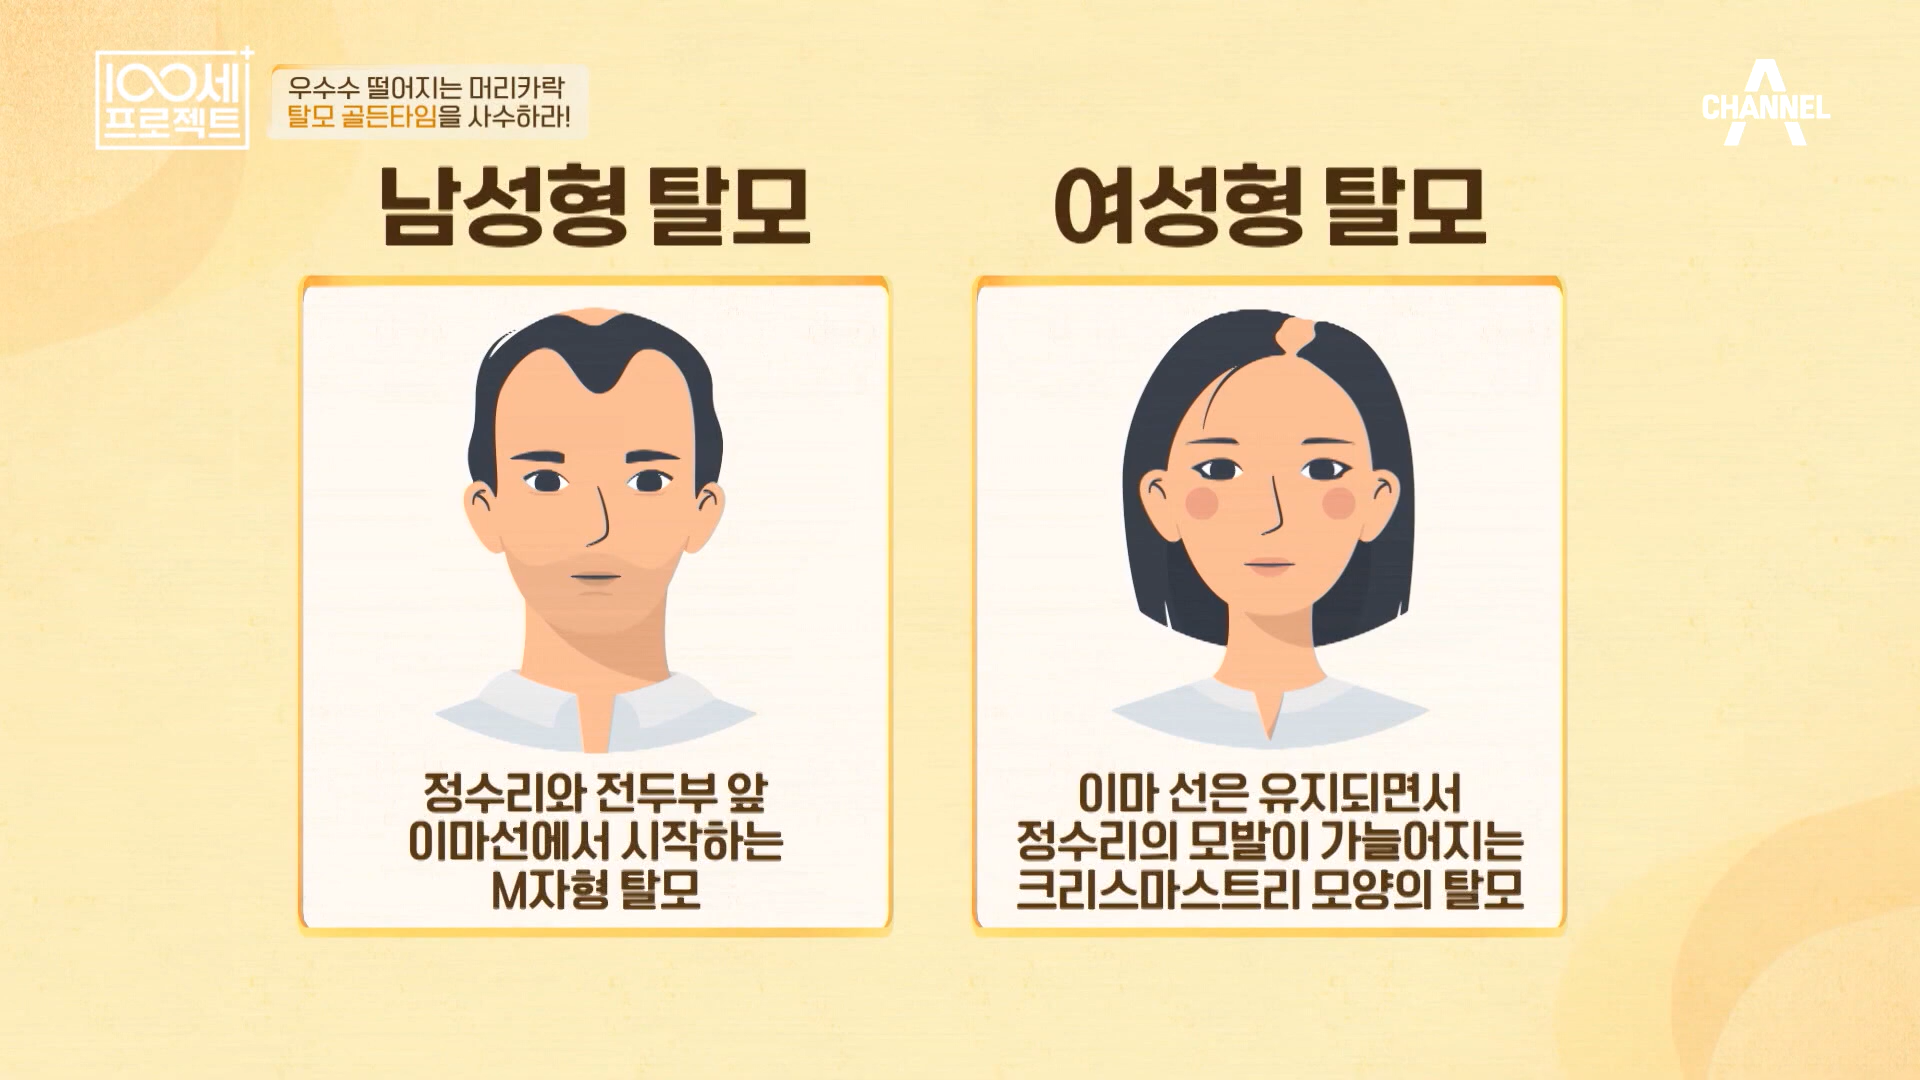 100세+
프로젝트
우수수 떨어지는 머리카락
탈모 골든타임을 사수하라!
CHANNEL A
남성형 탈모
여성형 탈모
정수리와 전두부 앞
이마선에서 시작하는
M자형 탈모
이마 선은 유지되면서
정수리의 모발이 가늘어지는
크리스마스트리 모양의 탈모